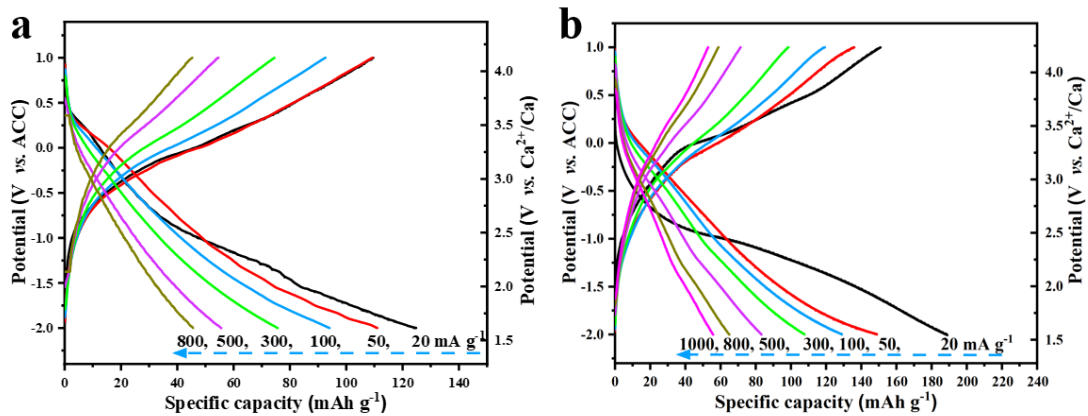 a
Potential (V vs. ACC)
1.0
0.5
0.0
-0.5
-1.0
-1.5
-2.0
4.0
3.5
3.0
2.5
2.0
1.5
Potential (V vs. Ca²⁺/Ca)
800, 500, 300, 100, 50, 20 mA g⁻¹
0 20 40 60 80 100 120 140
Specific capacity (mAh g⁻¹)
b
Potential (V vs. ACC)
1.0
0.5
0.0
-0.5
-1.0
-1.5
-2.0
4.0
3.5
3.0
2.5
2.0
1.5
Potential (V vs. Ca²⁺/Ca)
1000, 800, 500, 300, 100, 50, 20 mA g⁻¹
0 20 40 60 80 100 120 140 160 180 200 220 240
Specific capacity (mAh g⁻¹)